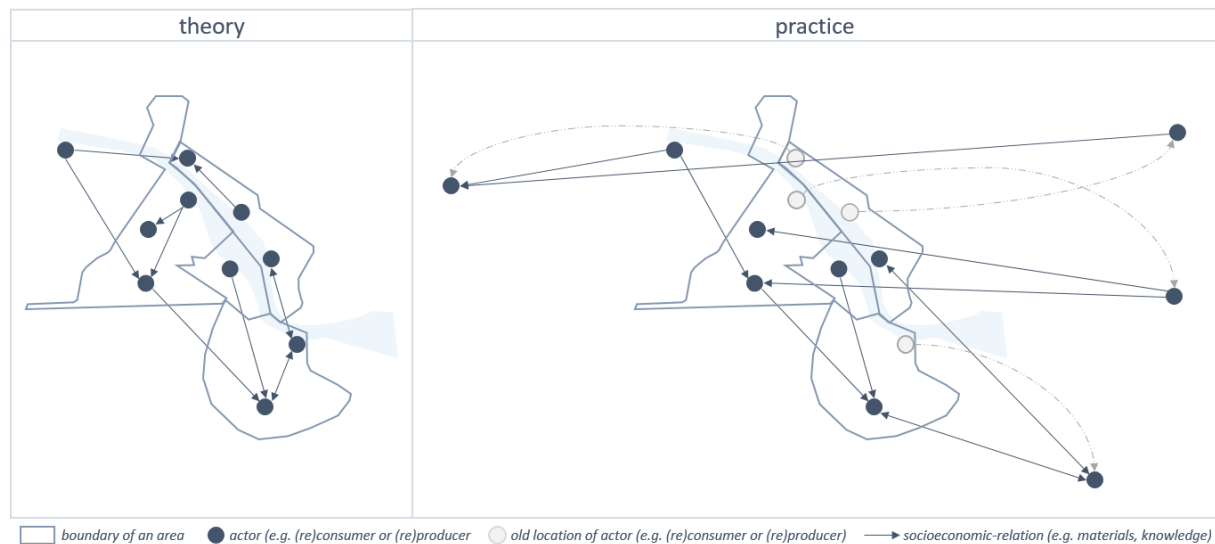 theory
practice
boundary of an area
actor (e.g. (re)consumer or (re)producer
old location of actor (e.g. (re)consumer or (re)producer)
socioeconomic-relation (e.g. materials, knowledge)